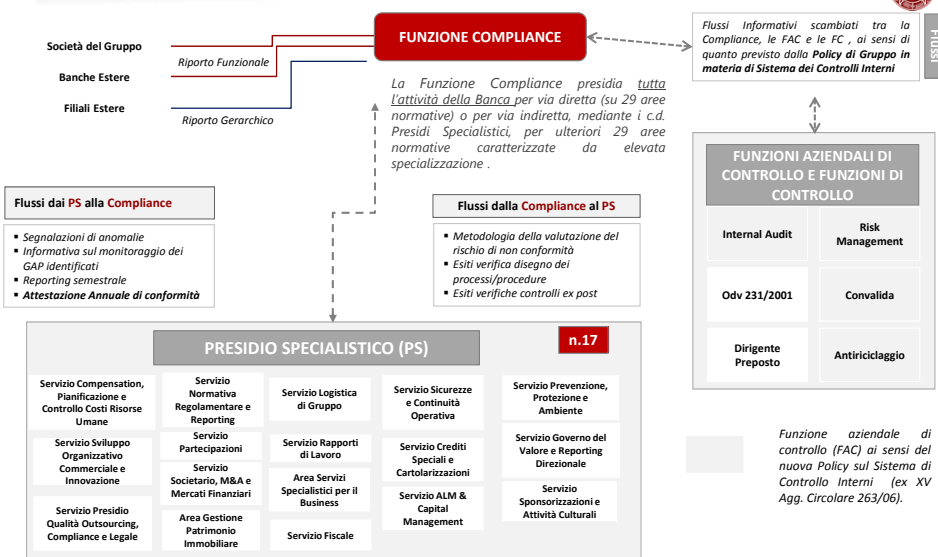 FUNZIONE COMPLIANCE
Società del Gruppo
Riporto Funzionale
Banche Estere
Filiali Estere
Riporto Gerarchico
Flussi Informativi scambiati tra la
Compliance, le FAC e le FC , ai sensi di
quanto previsto dalla Policy di Gruppo in
materia di Sistema dei Controlli Interni
Flussi
La Funzione Compliance presidia tutta
l'attività della Banca per via diretta (su 29 aree
normative) o per via indiretta, mediante i c.d.
Presidi Specialistici, per ulteriori 29 aree
normative caratterizzate da elevata
specializzazione .
Flussi dai PS alla Compliance
▪ Segnalazioni di anomalie
▪ Informativa sul monitoraggio dei
GAP identificati
▪ Reporting semestrale
▪ Attestazione Annuale di conformità
Flussi dalla Compliance al PS
▪ Metodologia della valutazione del
rischio di non conformità
▪ Esiti verifica disegno dei
processi/procedure
▪ Esiti verifiche controlli ex post
FUNZIONI AZIENDALI DI
CONTROLLO E FUNZIONI DI
CONTROLLO
Internal Audit
Risk
Management
Odv 231/2001
Convalida
Dirigente
Preposto
Antiriciclaggio
PRESIDIO SPECIALISTICO (PS)
n.17
Servizio Compensation,
Pianificazione e
Controllo Costi Risorse
Umane
Servizio Sviluppo
Organizzativo
Commerciale e
Innovazione
Servizio Presidio
Qualità Outsourcing,
Compliance e Legale
Servizio
Normativa
Regolamentare e
Reporting
Servizio
Partecipazioni
Servizio
Societario, M&A e
Mercati Finanziari
Area Gestione
Patrimonio
Immobiliare
Servizio Logistica
di Gruppo
Servizio Rapporti
di Lavoro
Area Servizi
Specialistici per il
Business
Servizio Fiscale
Servizio Sicurezze
e Continuità
Operativa
Servizio Crediti
Speciali e
Cartolarizzazioni
Servizio ALM &
Capital
Management
Servizio Prevenzione,
Protezione e
Ambiente
Servizio Governo del
Valore e Reporting
Direzionale
Servizio
Sponsorizzazioni e
Attività Culturali
Funzione aziendale di
controllo (FAC) ai sensi del
nuova Policy sul Sistema di
Controllo Interni (ex XV
Agg. Circolare 263/06).